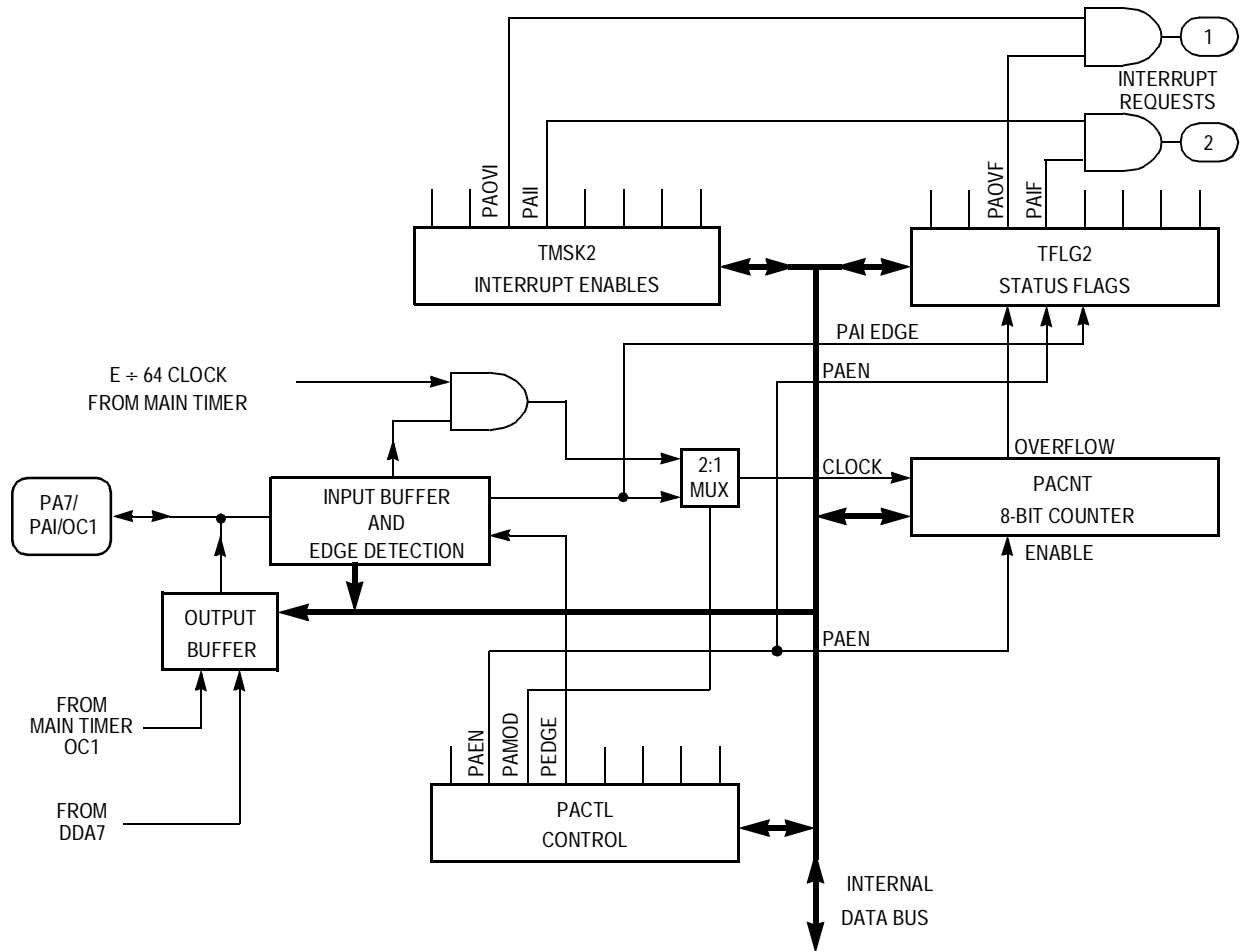 1
INTERRUPT
REQUESTS
2
PAOVI
PAII
PAOVF
PAIF
TMSK2
INTERRUPT ENABLES
TFLG2
STATUS FLAGS
PAI EDGE
E ÷ 64 CLOCK
FROM MAIN TIMER
PAEN
OVERFLOW
2:1
MUX
CLOCK
PACNT
8-BIT COUNTER
PA7/
PAI/OC1
INPUT BUFFER
AND
EDGE DETECTION
ENABLE
OUTPUT
BUFFER
PAEN
FROM
MAIN TIMER
OC1
PAEN
PAMOD
PEDGE
FROM
DDA7
PACTL
CONTROL
INTERNAL
DATA BUS